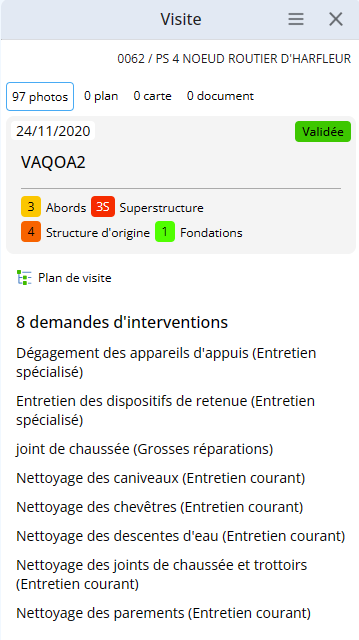 Visite
0062 / PS 4 NOEUD ROUTIER D'HARFLEUR
97 photos 0 plan 0 carte 0 document
24/11/2020 Validée
VAQOA2
3 Abords 3S Superstructure
4 Structure d'origine 1 Fondations
Plan de visite
8 demandes d'interventions
Dégagement des appareils d'appuis (Entretien
spécialisé)
Entretien des dispositifs de retenue (Entretien
spécialisé)
joint de chaussée (Grosses réparations)
Nettoyage des caniveaux (Entretien courant)
Nettoyage des chevêtres (Entretien courant)
Nettoyage des descentes d'eau (Entretien courant)
Nettoyage des joints de chaussée et trottoirs
(Entretien courant)
Nettoyage des parements (Entretien courant)